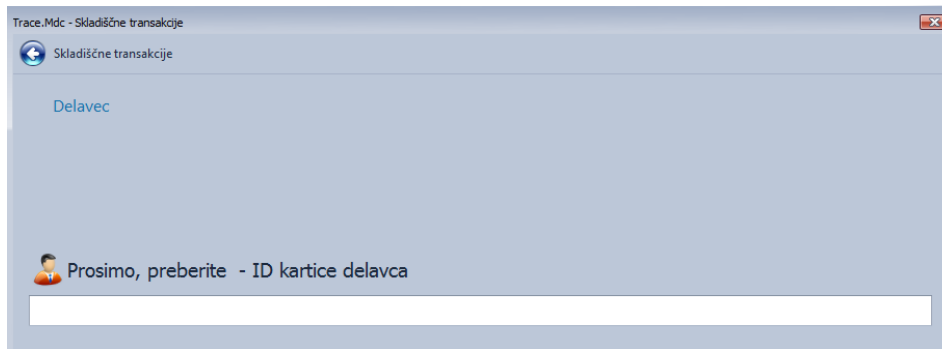 Trace.Mdc - Skladiščne transakcije
Skladiščne transakcije
Delavec
Prosimo, preberite - ID kartice delavca